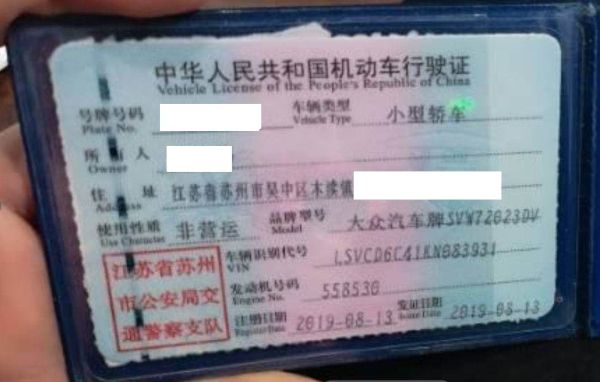 中华人民共和国机动车行驶证
Vehicle License of the People's Republic of China
号牌号码 车辆类型 小型轿车
Plate No. Vehicle Type
所有人
Owner
住 址 江苏省苏州市吴中区木渎镇
Address
使用性质 非营运 品牌型号 大众汽车牌SVW72023DV
Use Character Model
江苏省苏州 车辆识别代号 LSVCD6C41KN083931
VIN
市公安局交 发动机号码 558530
Engine No.
通警察支队 注册日期 2019-08-13 发证日期 2019-08-13
Register Date Issue Date